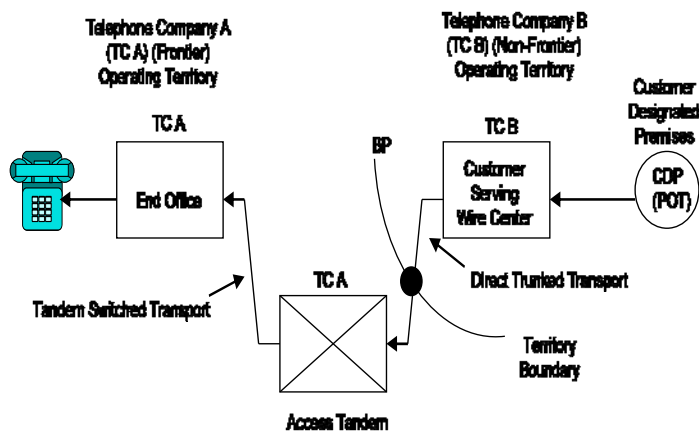 Telephone Company A
(TC A) (Frontier)
Operating Territory
Telephone Company B
(TC B) (Non-Frontier)
Operating Territory
Customer
Designated
Premises
TC A
BP
TC B
End Office
Customer
Serving
Wire Center
CDP
(POT)
Tandem Switched Transport
TC A
Direct Trunked Transport
Territory
Boundary
Access Tandem